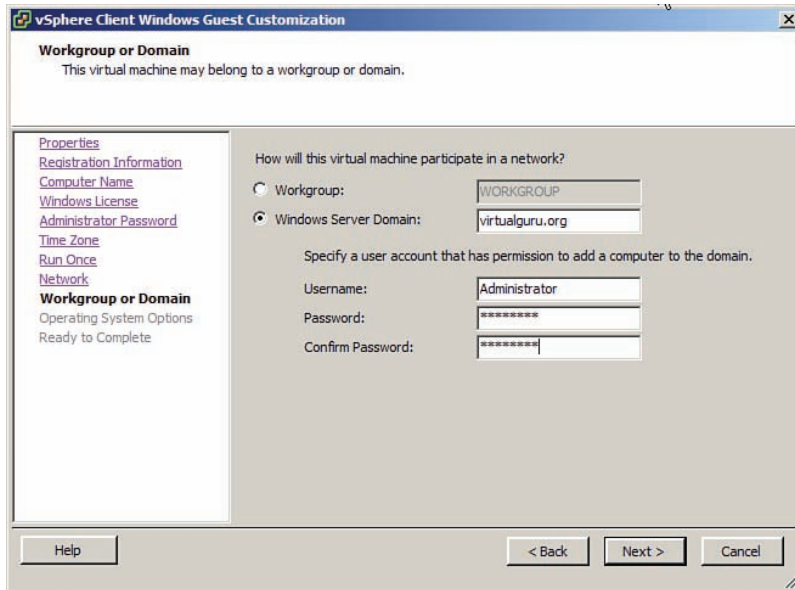 vSphere Client Windows Guest Customization
Workgroup or Domain
This virtual machine may belong to a workgroup or domain.
Properties
Registration Information
Computer Name
Windows License
Administrator Password
Time Zone
Run Once
Network
Workgroup or Domain
Operating System Options
Ready to Complete
How will this virtual machine participate in a network?
Workgroup: WORKGROUP
Windows Server Domain: virtualguru.org
Specify a user account that has permission to add a computer to the domain.
Username: Administrator
Password: ********
Confirm Password: ********
Help
< Back Next > Cancel